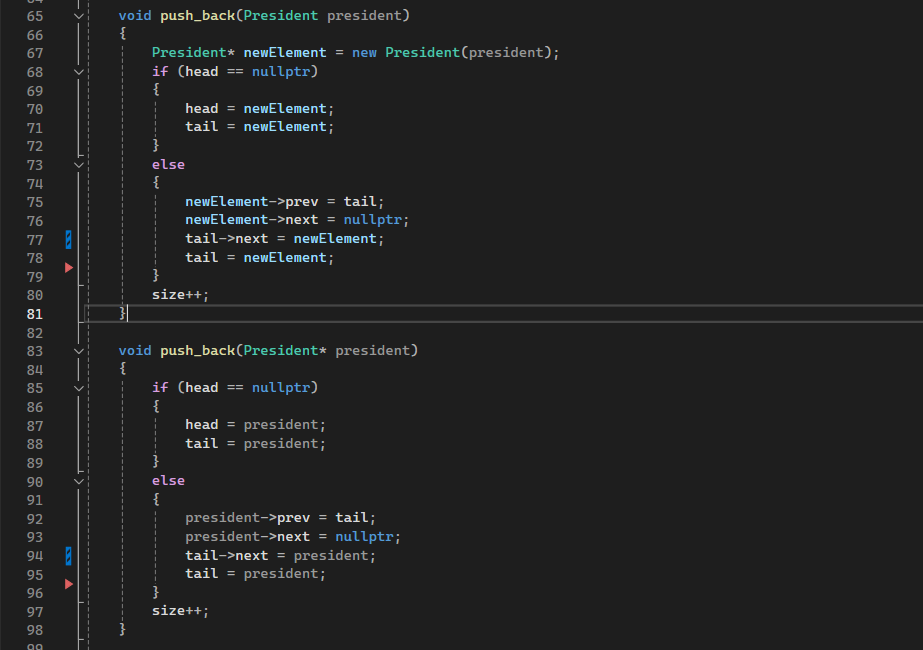 65 void push_back(President president)
66 {
67 President* newElement = new President(president);
68 if (head == nullptr)
69 {
70 head = newElement;
71 tail = newElement;
72 }
73 else
74 {
75 newElement->prev = tail;
76 newElement->next = nullptr;
77 tail->next = newElement;
78 tail = newElement;
79 }
80 size++;
81 }
82
83 void push_back(President* president)
84 {
85 if (head == nullptr)
86 {
87 head = president;
88 tail = president;
89 }
90 else
91 {
92 president->prev = tail;
93 president->next = nullptr;
94 tail->next = president;
95 tail = president;
96 }
97 size++;
98 }